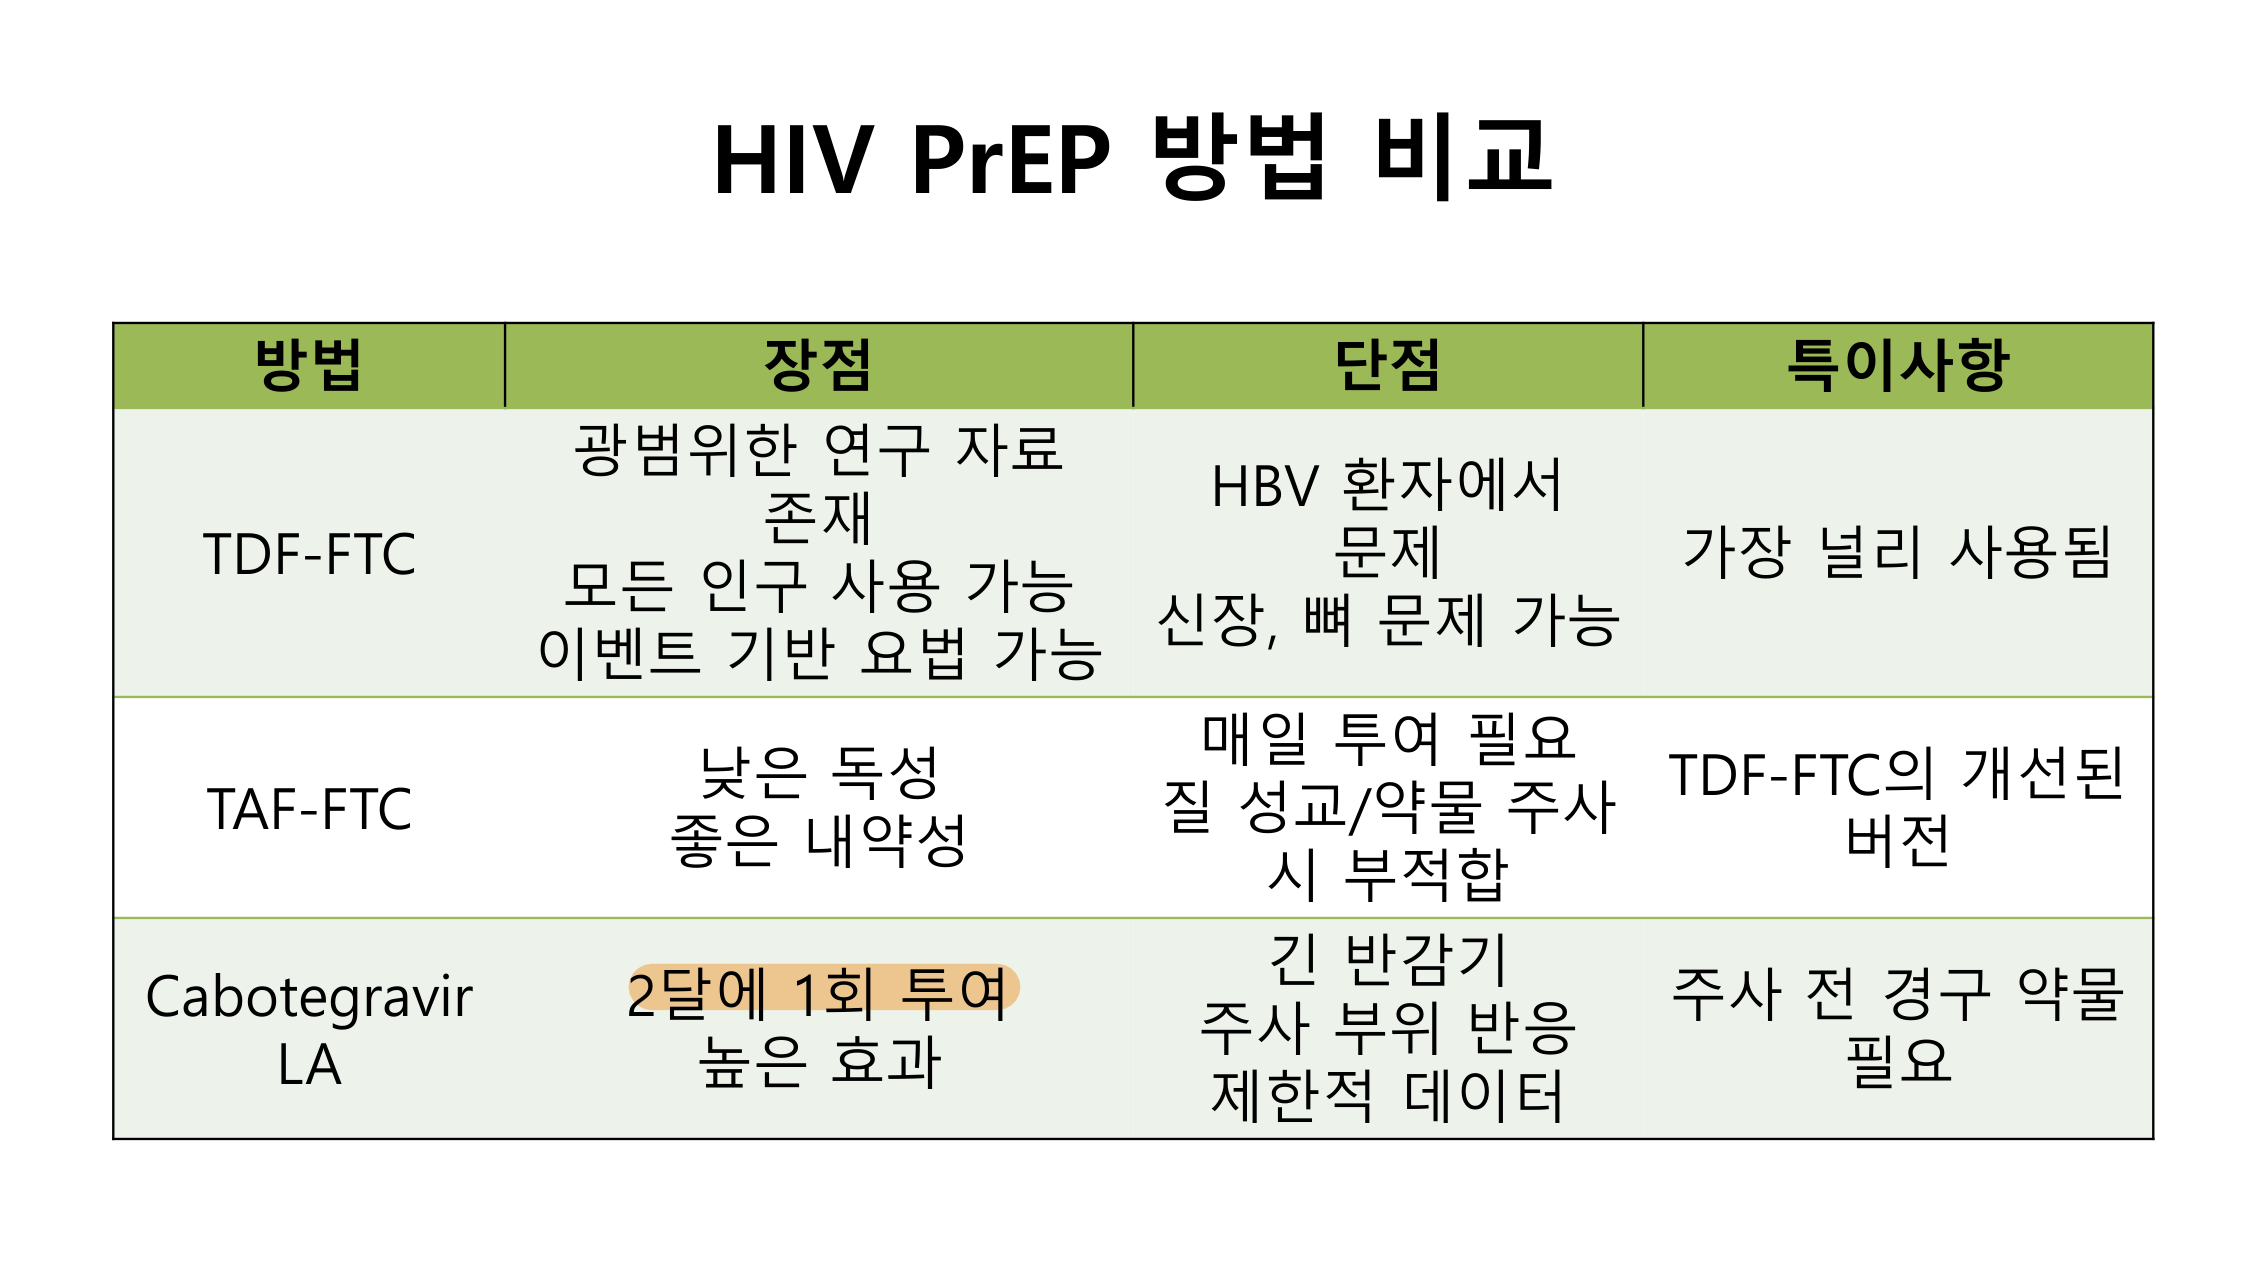 HIV PrEP 방법 비교
방법 장점 단점 특이사항
TDF-FTC
광범위한 연구 자료
존재
모든 인구 사용 가능
이벤트 기반 요법 가능
HBV 환자에서
문제
신장, 뼈 문제 가능
가장 널리 사용됨
TAF-FTC
낮은 독성
좋은 내약성
매일 투여 필요
질 성교/약물 주사
시 부적합
TDF-FTC의 개선된
버전
Cabotegravir
LA
2달에 1회 투여
높은 효과
긴 반감기
주사 부위 반응
제한적 데이터
주사 전 경구 약물
필요